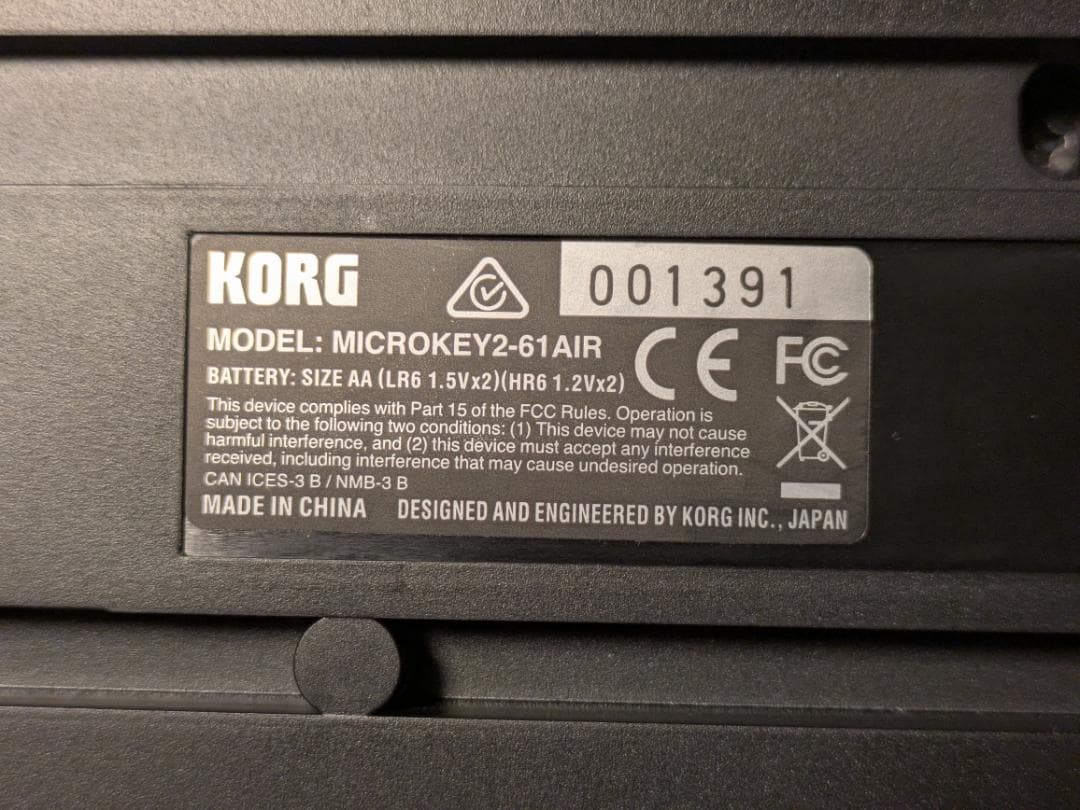 KORG
001391
MODEL: MICROKEY2-61AIR
BATTERY: SIZE AA (LR6 1.5Vx2)(HR6 1.2Vx2)
CE FC
This device complies with Part 15 of the FCC Rules. Operation is
subject to the following two conditions: (1) This device may not cause
harmful interference, and (2) this device must accept any interference
received, including interference that may cause undesired operation.
CAN ICES-3 B / NMB-3 B
MADE IN CHINA DESIGNED AND ENGINEERED BY KORG INC., JAPAN